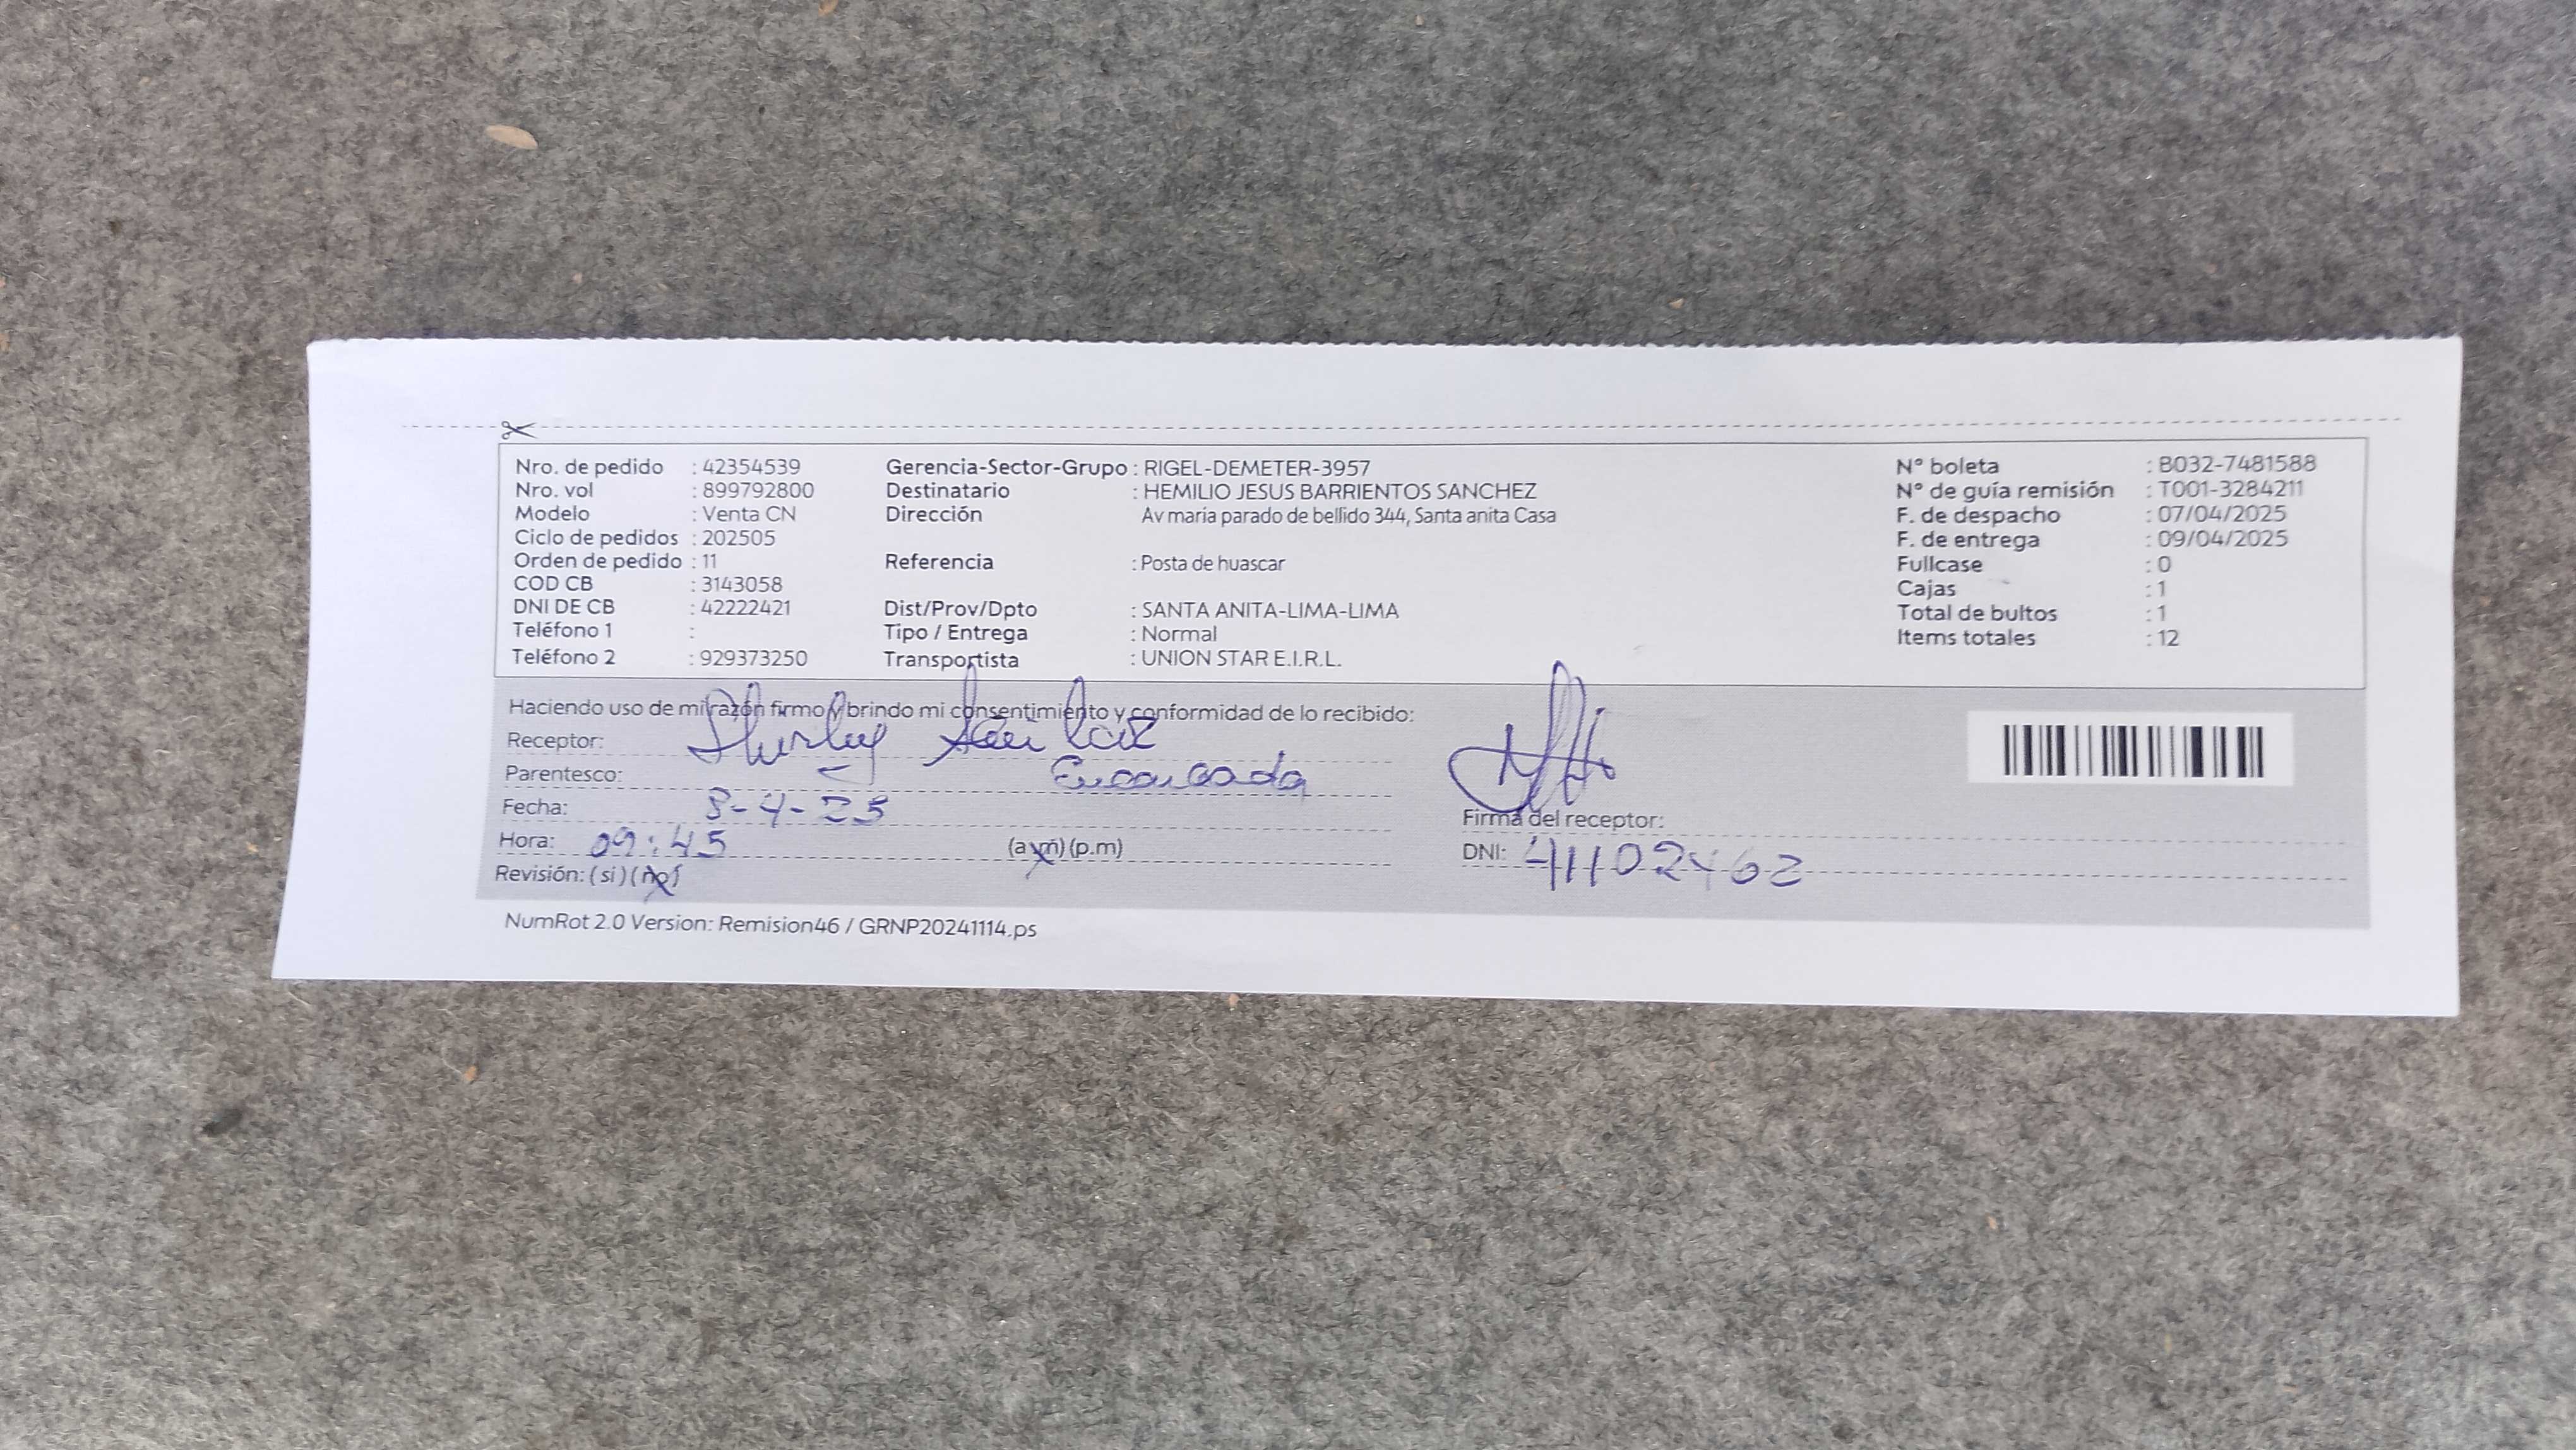 Nro. de pedido : 42354539
Nro. vol : 899792800
Modelo : Venta CN
Ciclo de pedidos : 202505
Orden de pedido : 11
COD CB : 3143058
DNI DE CB : 42222421
Teléfono 1 :
Teléfono 2 : 929373250
Gerencia-Sector-Grupo : RIGEL-DEMETER-3957
Destinatario : HEMILIO JESUS BARRIENTOS SANCHEZ
Dirección Av maria parado de bellido 344, Santa anita Casa
Referencia : Posta de huascar
Dist/Prov/Dpto : SANTA ANITA-LIMA-LIMA
Tipo / Entrega : Normal
Transportista : UNION STAR E.I.R.L.
N° boleta : B032-7481588
N° de guía remisión : T001-3284211
F. de despacho : 07/04/2025
F. de entrega : 09/04/2025
Fullcase : 0
Cajas : 1
Total de bultos : 1
Items totales : 12
Haciendo uso de mi razón firmo y brindo mi consentimiento y conformidad de lo recibido:
Receptor: Shirley
Parentesco: Encargada
Fecha: 8-4-25
Hora: 09:45 (a.m) (p.m)
Revisión: (si) (no)
Firma del receptor:
DNI: 41102462
NumRot 2.0 Version: Remision46 / GRNP20241114.ps